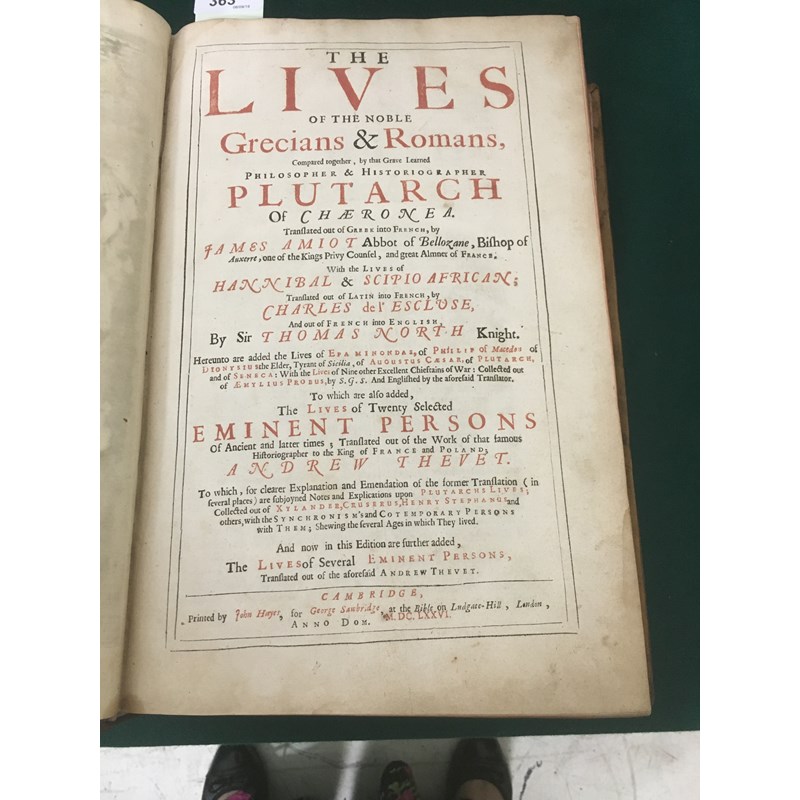 363
THE
LIVES
OF THE NOBLE
Grecians & Romans,
Compared together, by that Grave Learned
PHILOSOPHER & HISTORIOGRAPHER
PLUTARCH
Of CHÆRONEA.
Translated out of GREEK into FRENCH, by
JAMES AMIOT Abbot of Bellozane, Bishop of
Auxerre, one of the Kings Privy Counsel, and great Almner of FRANCE.
With the LIVES of
HANNIBAL & SCIPIO AFRICAN;
Translated out of LATIN into FRENCH, by
CHARLES de l' ESCLUSE,
And out of FRENCH into ENGLISH,
By Sir THOMAS NORTH Knight.
Hereunto are added the Lives of EPAMINONDAS, of PHILIP of Macedon of
DIONYSIUS the Elder, Tyrant of Sicilia, of AUGUSTUS CÆSAR, of PLUTARCH,
and of SENECA: With the Lives of Nine other Excellent Chieftains of War: Collected out
of ÆMYLIUS PROBUS, by S. G. S. And Englished by the aforesaid Translator.
To which are also added,
The LIVES of Twenty Selected
EMINENT PERSONS
Of Ancient and latter times; Translated out of the Work of that famous
Historiographer to the King of FRANCE and POLAND;
ANDREW THEVET.
To which, for clearer Explanation and Emendation of the former Translation (in
several places) are subjoyned Notes and Explications upon PLUTARCHS LIVES;
Collected out of XYLANDER, CRUSERUS, HENRY STEPHANUS and
others, with the SYNCHRONISM'S and COTEMPORARY PERSONS
with THEM; Shewing the several Ages in which They lived.
And now in this Edition are further added,
The LIVES of Several EMINENT PERSONS,
Translated out of the aforesaid ANDREW THEVET.
CAMBRIDGE,
Printed by John Hayes, for George Sawbridge, at the Bible on Ludgate-Hill, London,
ANNO DOM. M.DC.LXXVI.